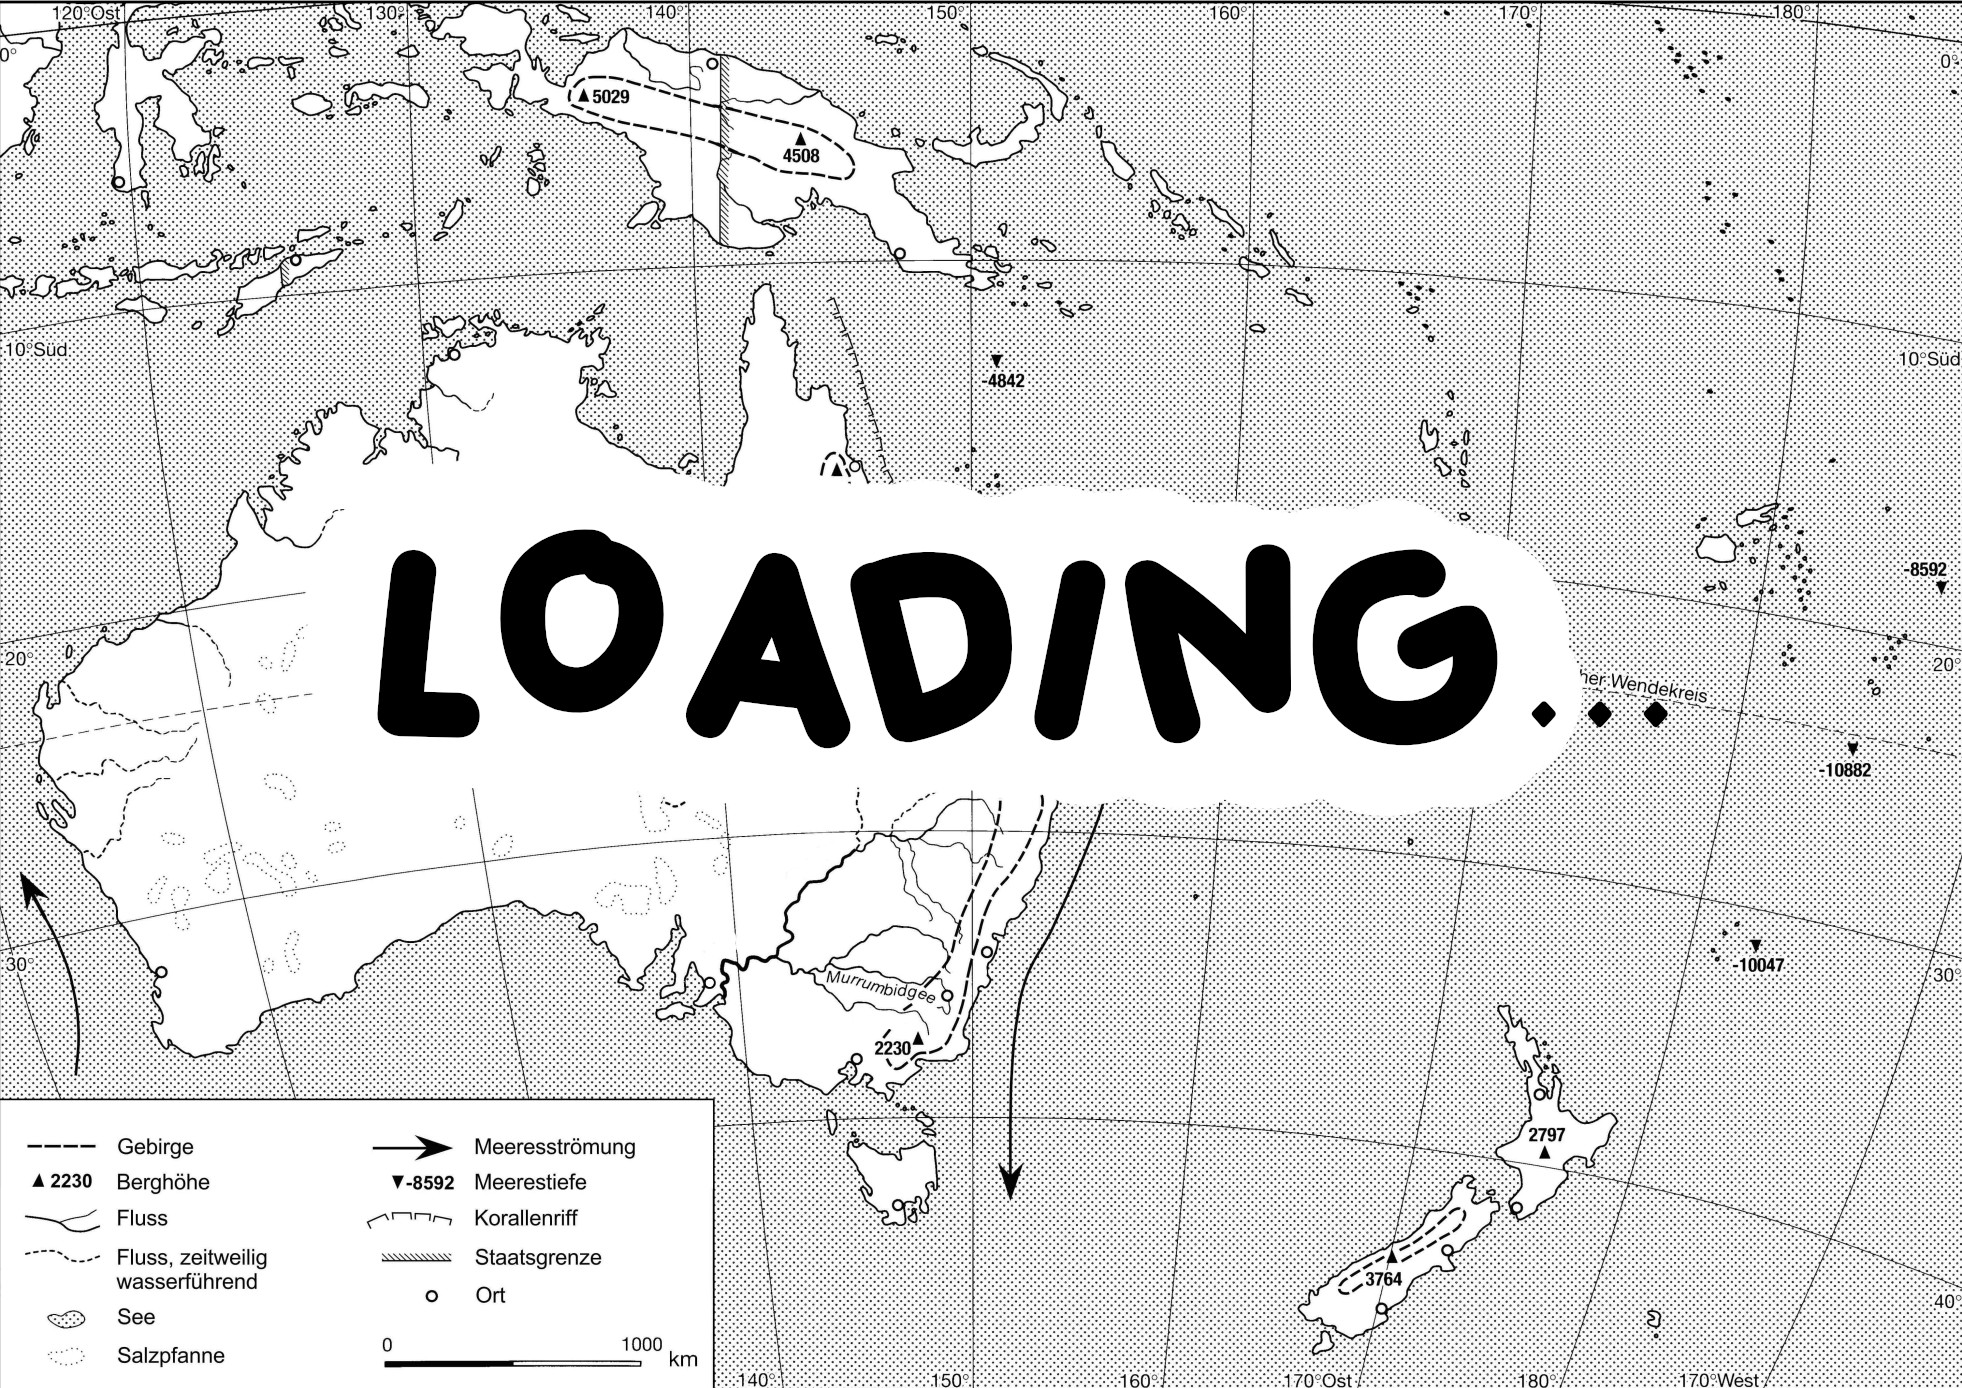 120°Ost 130° 140° 150° 160° 170° 180°
0° 0°
5029
4508
10°Süd 10°Süd
-4842
LOADING...
-8592
20° 20°
her Wendekreis
-10882
30° 30°
-10047
Murrumbidgee
2230
2797
3764
40°
Gebirge
2230 Berghöhe
Fluss
Fluss, zeitweilig
wasserführend
See
Salzpfanne
Meeresströmung
-8592 Meerestiefe
Korallenriff
Staatsgrenze
Ort
0 1000 km
140° 150° 160° 170°Ost 180° 170°West